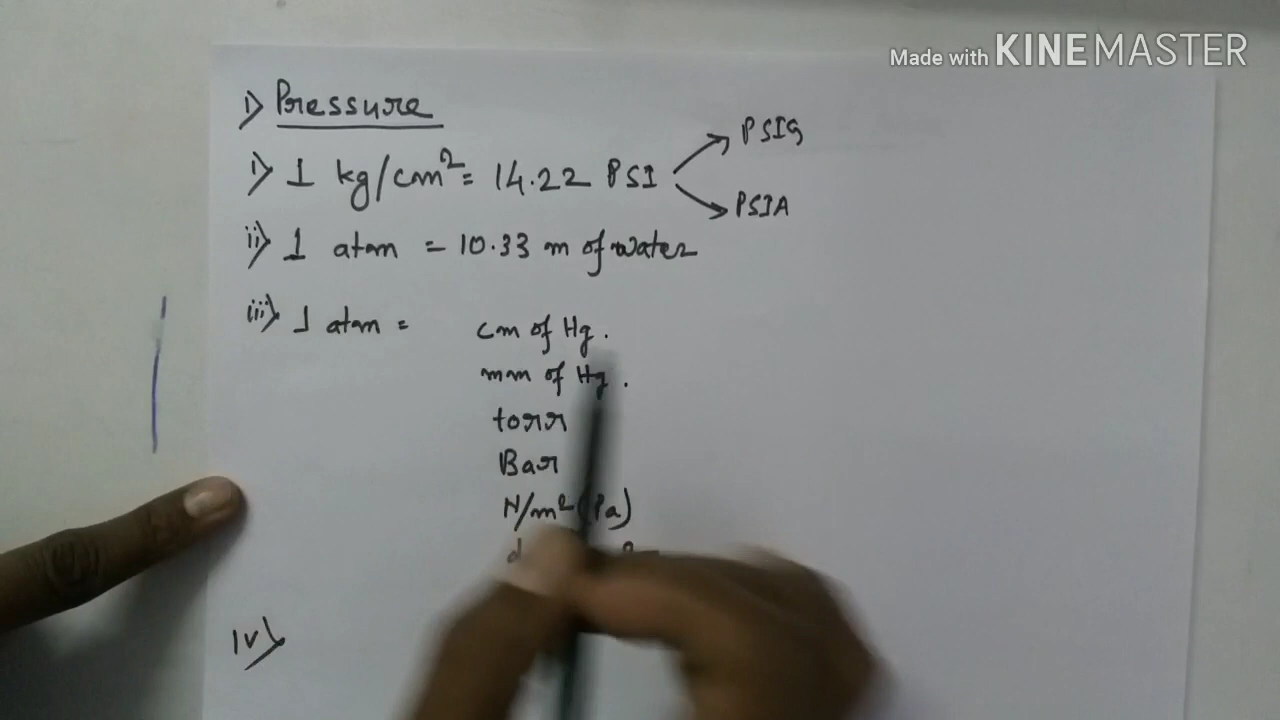 Made with KINEMASTER
i) Pressure
i) 1 kg/cm² = 14.22 PSI
PSIG
PSIA
ii) 1 atm = 10.33 m of water
iii) 1 atm = cm of Hg.
mm of Hg.
torr
Bar
N/m² (Pa)
iv)